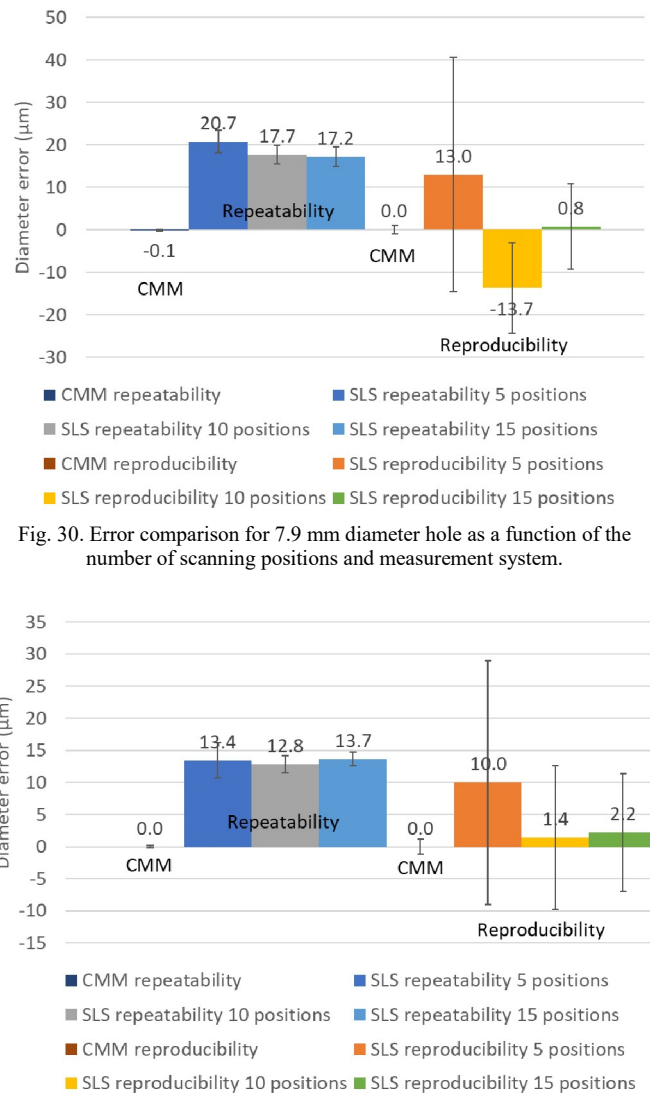 50
40
30
20
10
0
-10
-20
-30
Diameter error (µm)
20.7
17.7
17.2
13.0
0.8
0.0
-0.1
-13.7
Repeatability
CMM
CMM
Reproducibility
CMM repeatability
SLS repeatability 5 positions
SLS repeatability 10 positions
SLS repeatability 15 positions
CMM reproducibility
SLS reproducibility 5 positions
SLS reproducibility 10 positions
SLS reproducibility 15 positions
Fig. 30. Error comparison for 7.9 mm diameter hole as a function of the
number of scanning positions and measurement system.
35
30
25
20
15
10
5
0
-5
-10
-15
Diameter error (µm)
13.4
12.8
13.7
10.0
1.4
2.2
0.0
0.0
Repeatability
CMM
CMM
Reproducibility
CMM repeatability
SLS repeatability 5 positions
SLS repeatability 10 positions
SLS repeatability 15 positions
CMM reproducibility
SLS reproducibility 5 positions
SLS reproducibility 10 positions
SLS reproducibility 15 positions